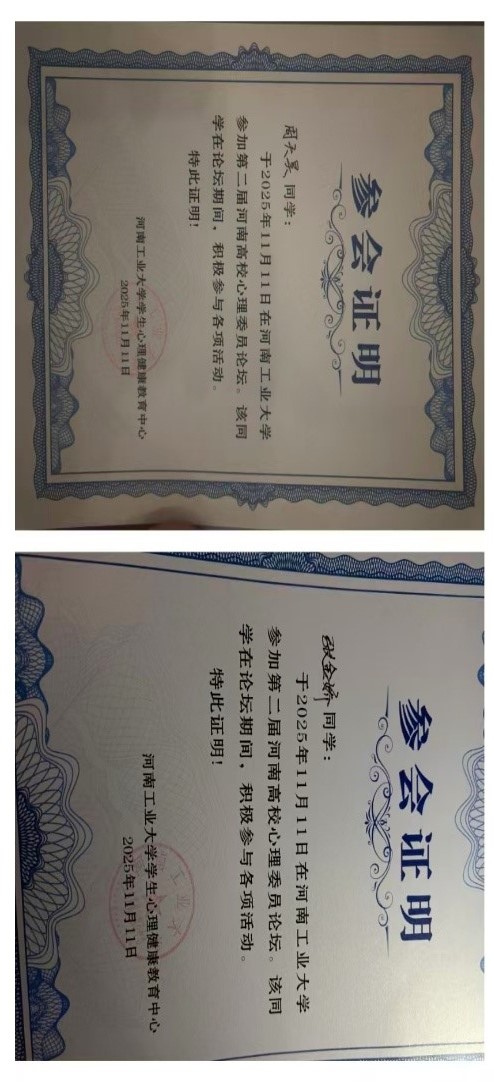 参会证明
周天昊 同学：
于2025年11月11日在河南工业大学
参加第二届河南高校心理委员论坛。该同
学在论坛期间，积极参与各项活动。
特此证明！
河南工业大学学生心理健康教育中心
2025年11月11日
参会证明
张金娇 同学：
于2025年11月11日在河南工业大学
参加第二届河南高校心理委员论坛。该同
学在论坛期间，积极参与各项活动。
特此证明！
河南工业大学学生心理健康教育中心
2025年11月11日